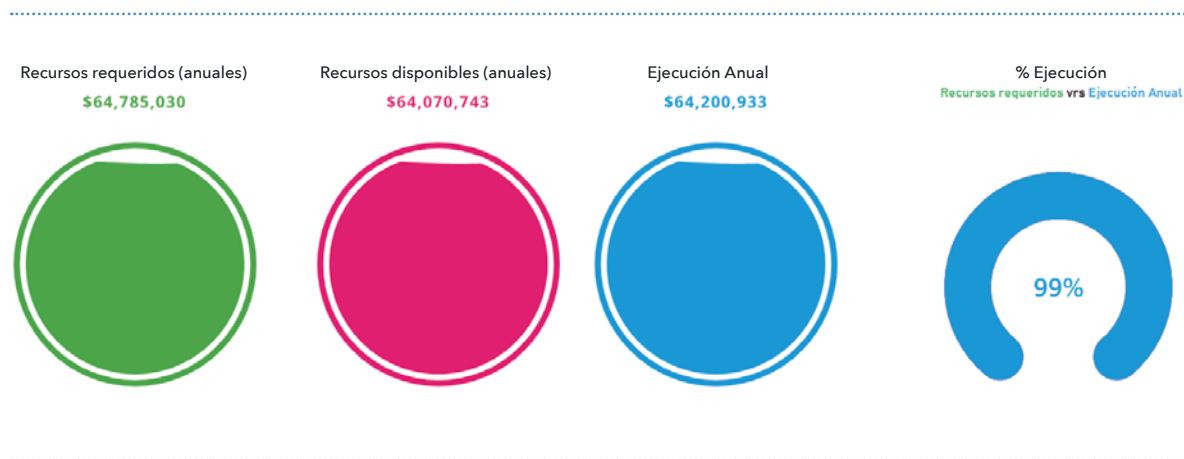 Recursos requeridos (anuales)
$64,785,030
Recursos disponibles (anuales)
$64,070,743
Ejecución Anual
$64,200,933
% Ejecución
Recursos requeridos vrs Ejecución Anual
99%